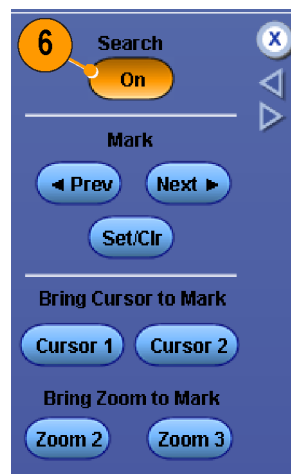 6
Search
X
On
Mark
◄ Prev Next ►
Set/Clr
Bring Cursor to Mark
Cursor 1 Cursor 2
Bring Zoom to Mark
Zoom 2 Zoom 3